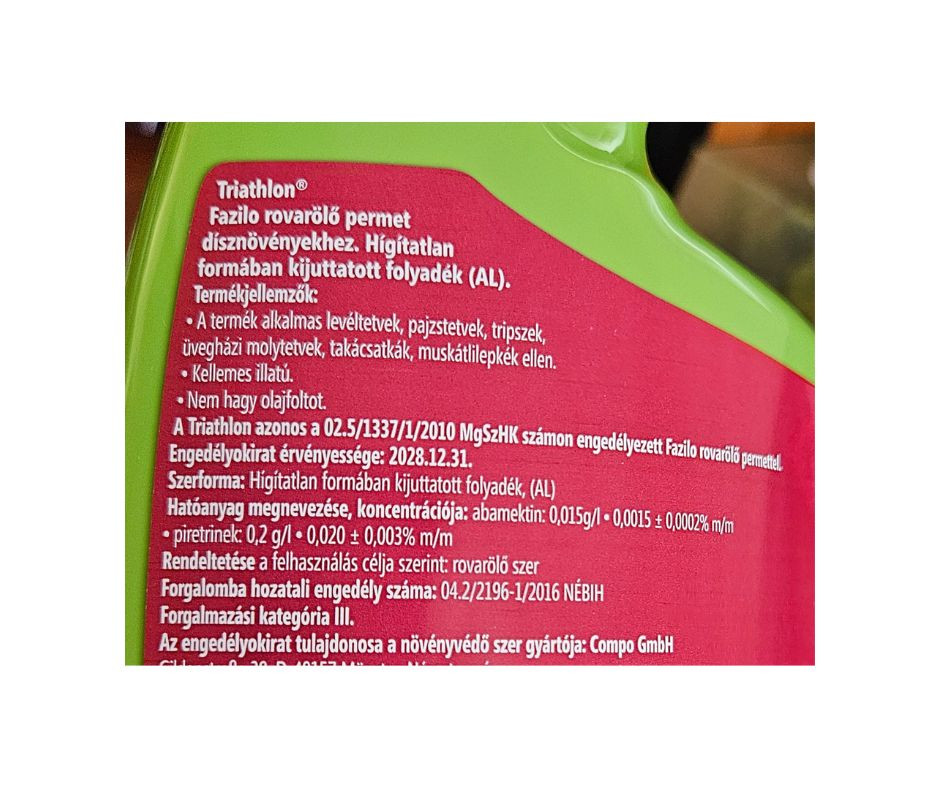 Triathlon®
Fazilo rovarölő permet
dísznövényekhez. Hígítatlan
formában kijuttatott folyadék (AL).
Termékjellemzők:
• A termék alkalmas levéltetvek, pajzstetvek, tripszek,
üvegházi molytetvek, takácsatkák, muskátlilepkék ellen.
• Kellemes illatú.
• Nem hagy olajfoltot.
A Triathlon azonos a 02.5/1337/1/2010 MgSzHK számon engedélyezett Fazilo rovarölő permettel.
Engedélyokirat érvényessége: 2028.12.31.
Szerforma: Hígítatlan formában kijuttatott folyadék, (AL)
Hatóanyag megnevezése, koncentrációja: abamektin: 0,015g/l • 0,0015 ± 0,0002% m/m
• piretrinek: 0,2 g/l • 0,020 ± 0,003% m/m
Rendeltetése a felhasználás célja szerint: rovarölő szer
Forgalomba hozatali engedély száma: 04.2/2196-1/2016 NÉBIH
Forgalmazási kategória III.
Az engedélyokirat tulajdonosa a növényvédő szer gyártója: Compo GmbH